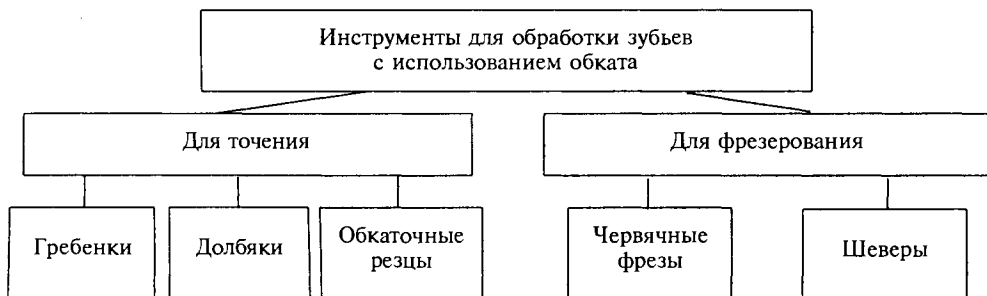 Инструменты для обработки зубьев
с использованием обката
Для точения
Для фрезерования
Гребенки
Долбяки
Обкаточные
резцы
Червячные
фрезы
Шеверы